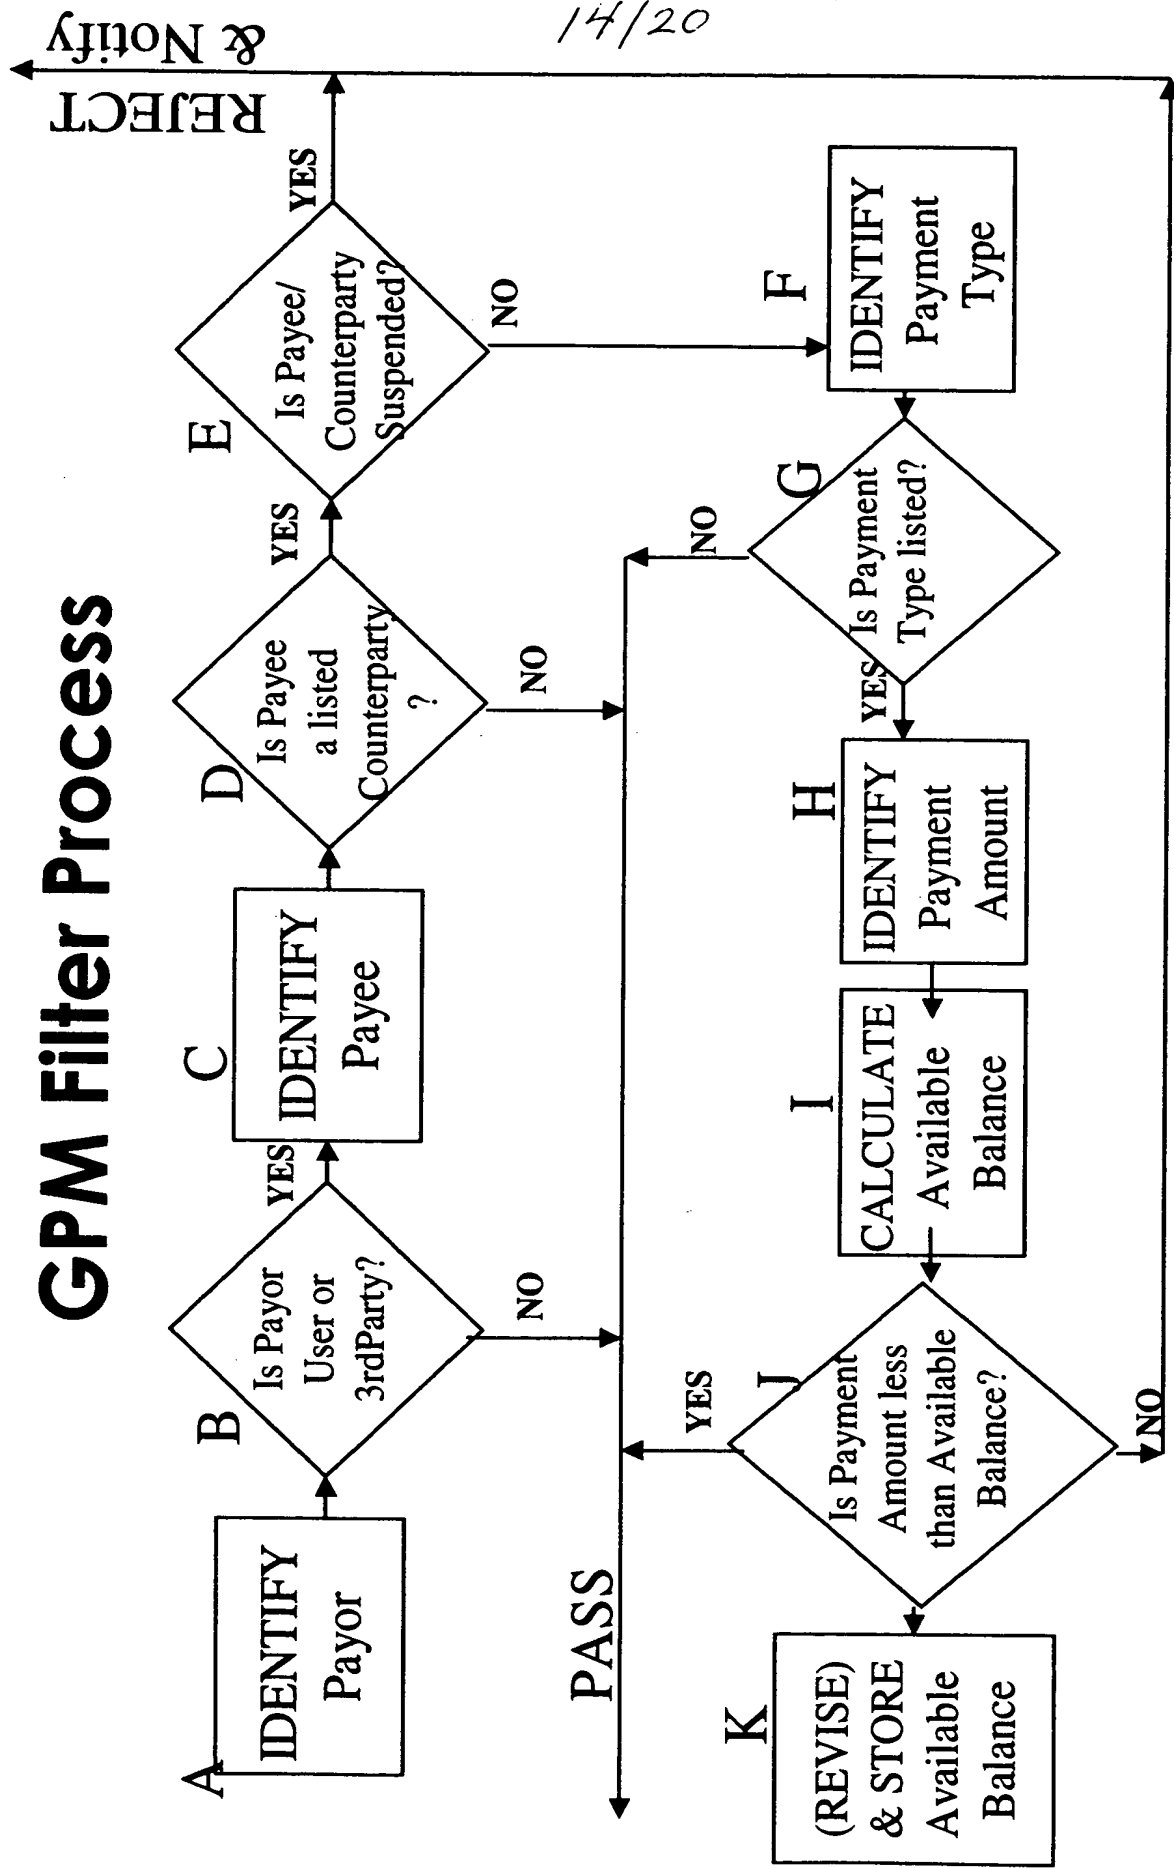 14/20
GPM Filter Process
A
IDENTIFY
Payor
B
Is Payor
User or
3rdParty?
YES
NO
C
IDENTIFY
Payee
D
Is Payee
a listed
Counterparty
?
YES
NO
E
Is Payee/
Counterparty
Suspended?
YES
NO
REJECT
& Notify
PASS
F
IDENTIFY
Payment
Type
G
Is Payment
Type listed?
NO
YES
H
IDENTIFY
Payment
Amount
I
CALCULATE
Available
Balance
J
Is Payment
Amount less
than Available
Balance?
YES
NO
K
(REVISE)
& STORE
Available
Balance